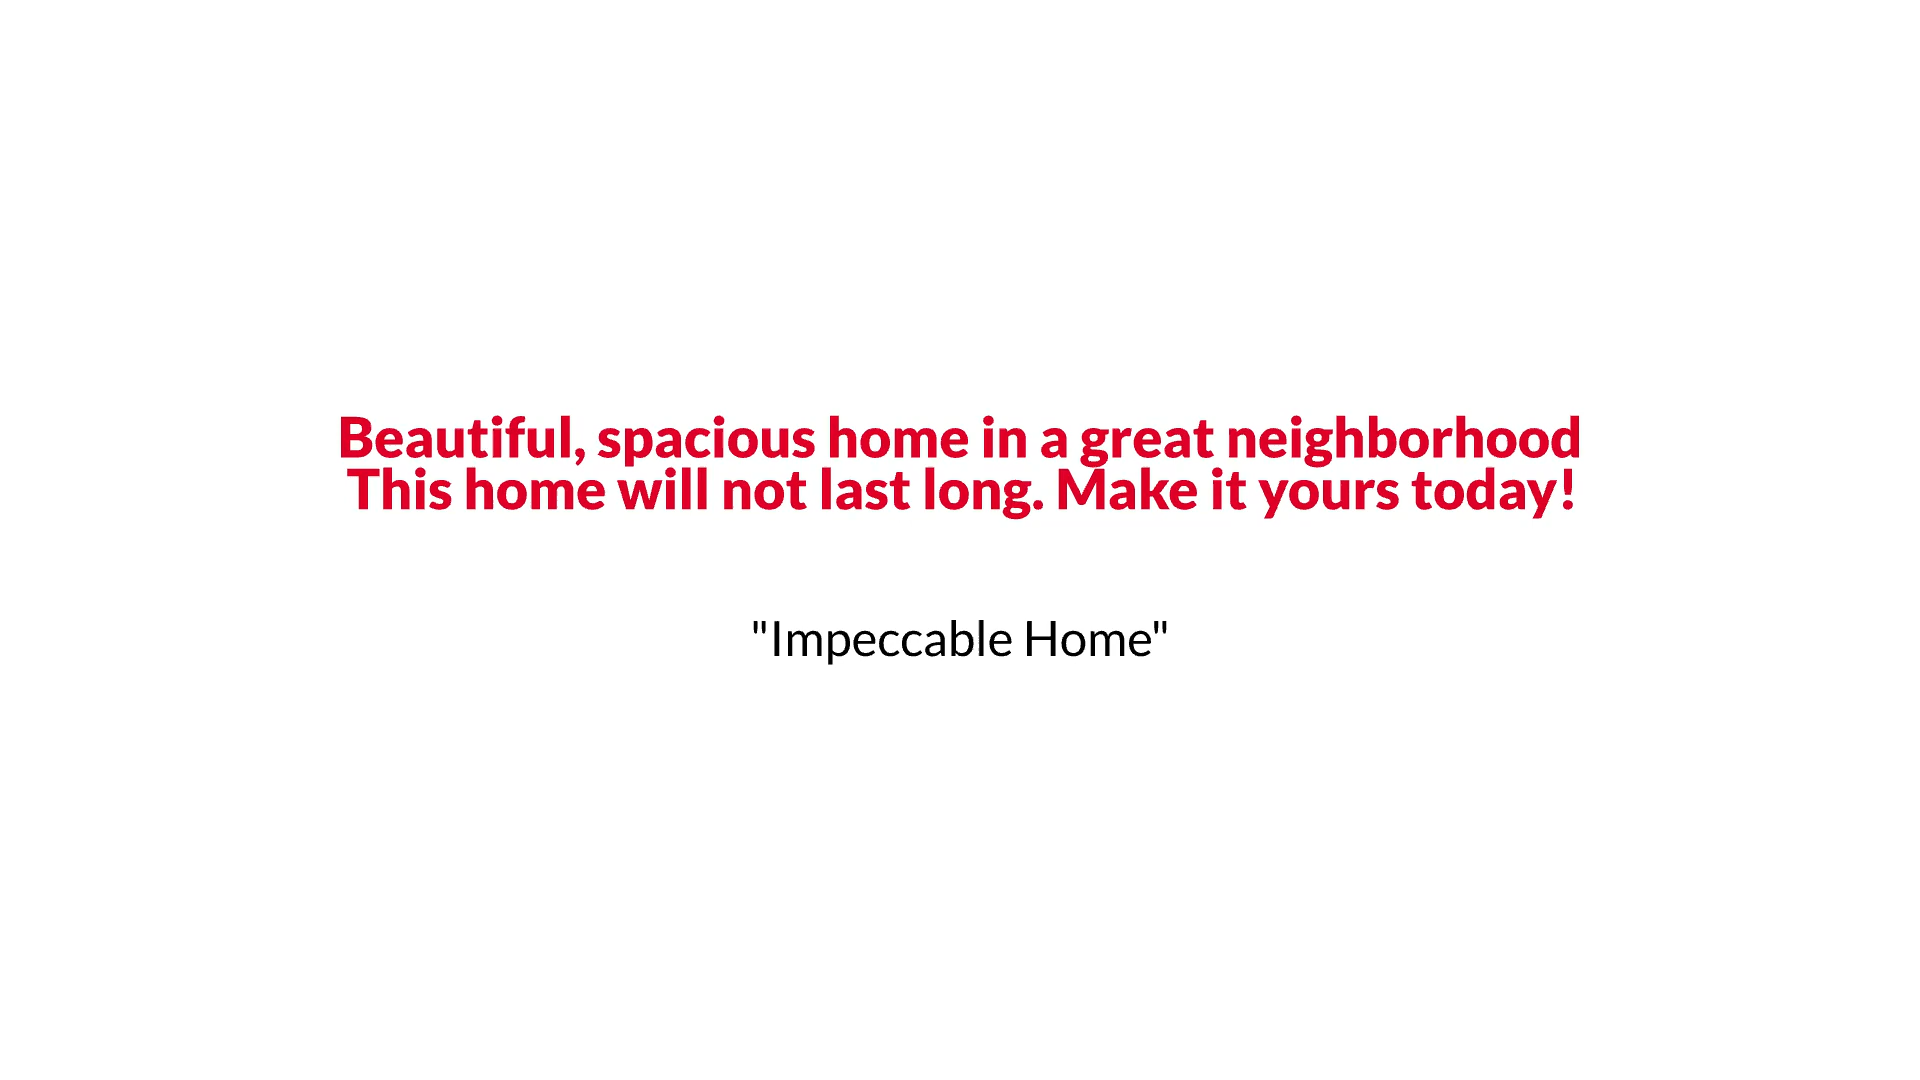 Beautiful, spacious home in a great neighborhood
This home will not last long. Make it yours today!
"Impeccable Home"